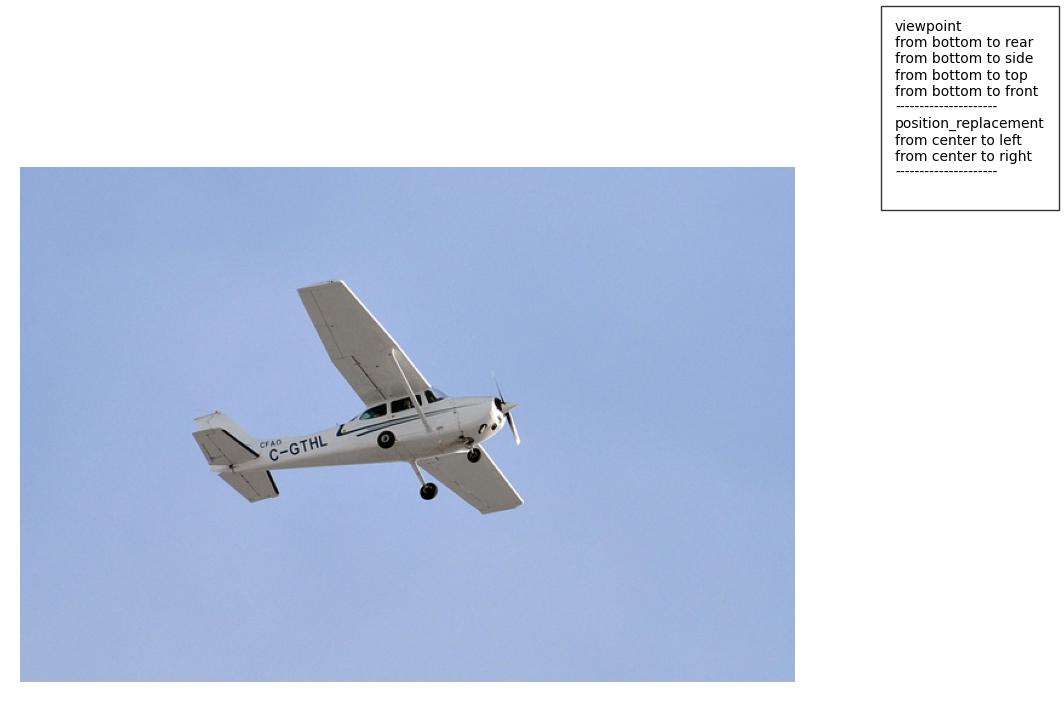 viewpoint
from bottom to rear
from bottom to side
from bottom to top
from bottom to front
---------------------
position_replacement
from center to left
from center to right
---------------------
CFAO
C-GTHL